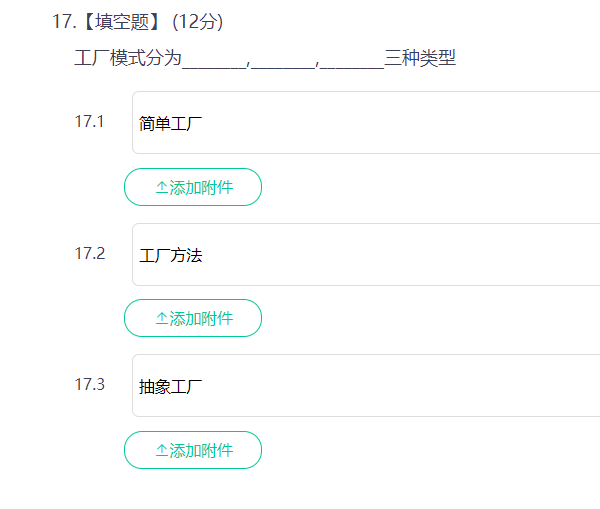 17.【填空题】 (12分)
工厂模式分为________,________,________三种类型
17.1
简单工厂
添加附件
17.2
工厂方法
添加附件
17.3
抽象工厂
添加附件